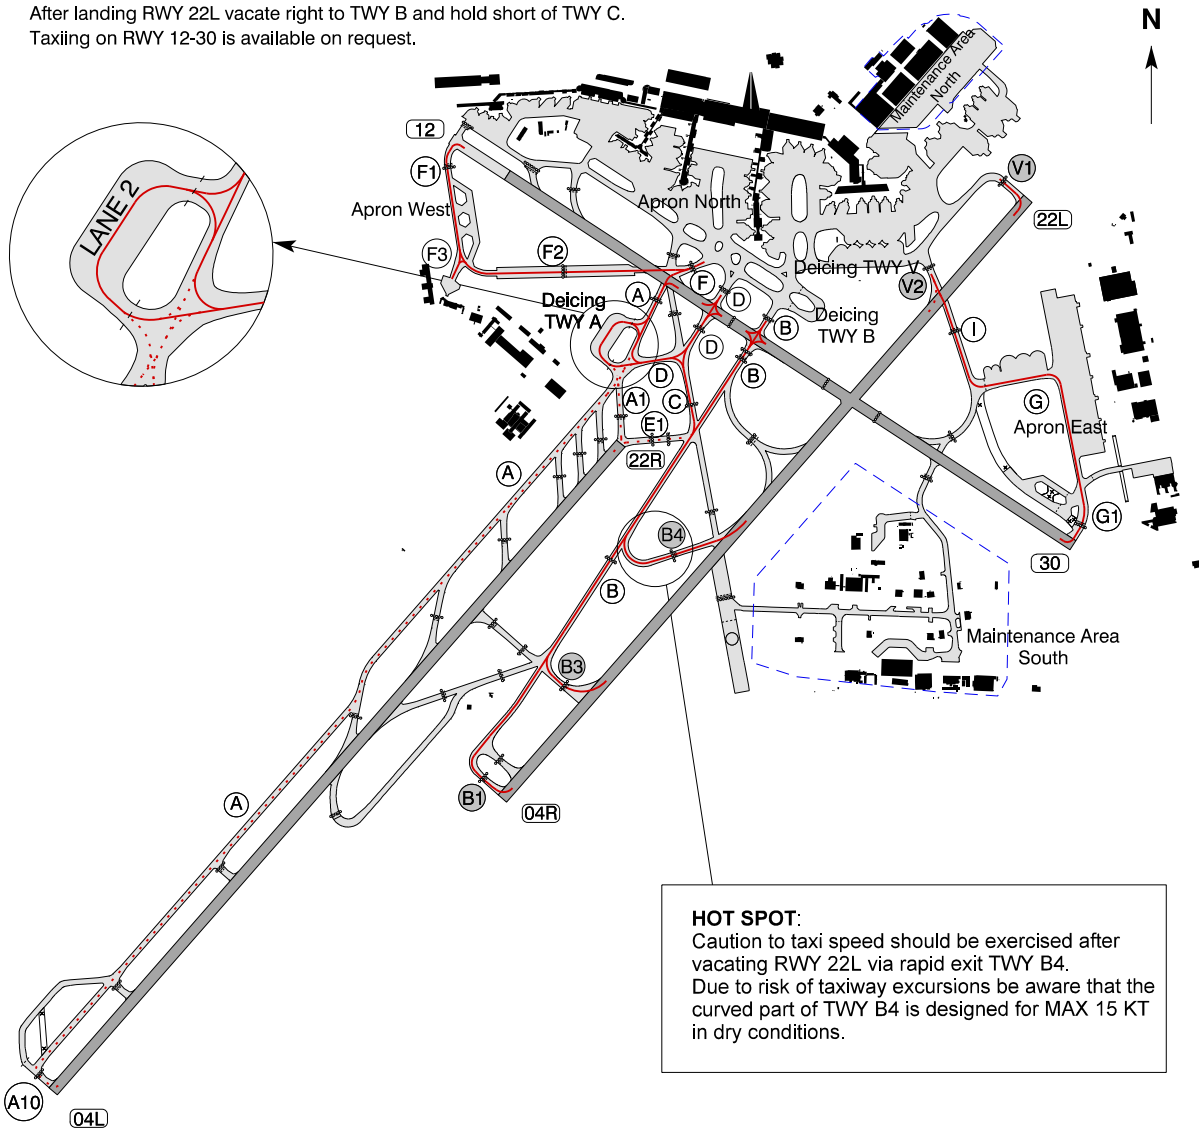 After landing RWY 22L vacate right to TWY B and hold short of TWY C.
Taxiing on RWY 12-30 is available on request.
N
Maintenance Area
North
12
F1
V1
LANE 2
Apron West
Apron North
22L
F3
F2
Deicing TWY V
V2
F
A
D
Deicing
TWY A
B
Deicing
TWY B
I
D
D
B
A1
C
G
E1
Apron East
22R
A
G1
B4
30
B
Maintenance Area
South
B3
B1
A
04R
HOT SPOT:
Caution to taxi speed should be exercised after
vacating RWY 22L via rapid exit TWY B4.
Due to risk of taxiway excursions be aware that the
curved part of TWY B4 is designed for MAX 15 KT
in dry conditions.
A10
04L